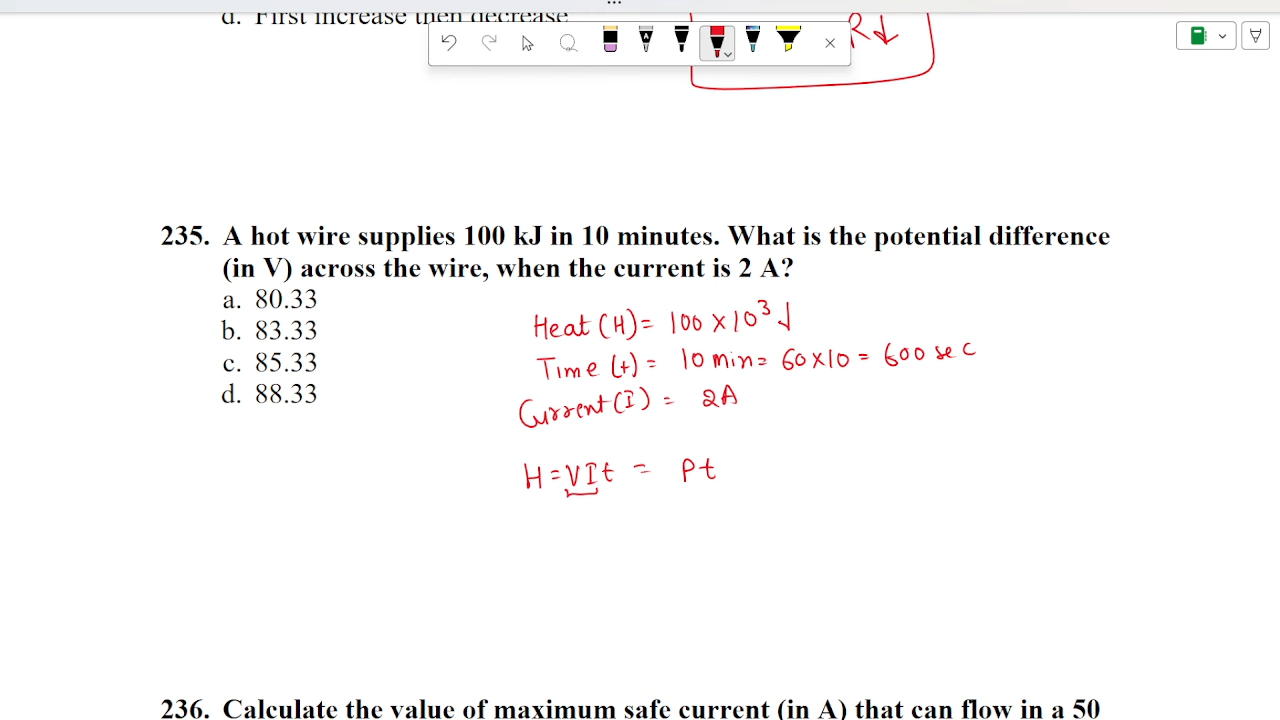 d. First increase then decrease
R↓
235. A hot wire supplies 100 kJ in 10 minutes. What is the potential difference
(in V) across the wire, when the current is 2 A?
a. 80.33
b. 83.33
c. 85.33
d. 88.33
Heat (H) = 100 × 10³ J
Time (t) = 10 min = 60×10 = 600 sec
Current (I) = 2A
H = VIt = Pt
236. Calculate the value of maximum safe current (in A) that can flow in a 50